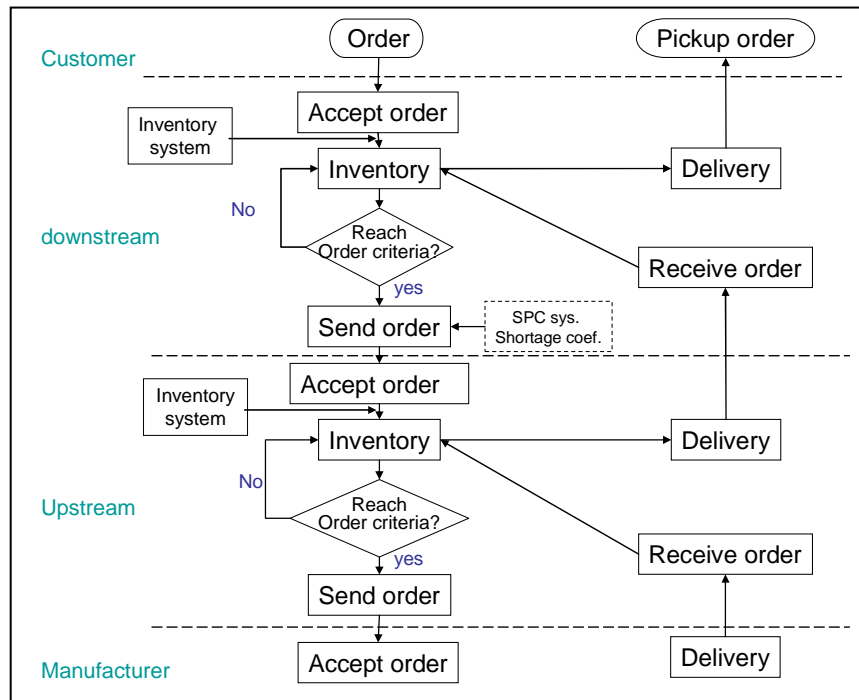 Order
Pickup order
Customer
Accept order
Inventory
system
Inventory
Delivery
No
Reach
Order criteria?
downstream
Receive order
yes
Send order
SPC sys.
Shortage coef.
Accept order
Inventory
system
Inventory
Delivery
No
Reach
Order criteria?
Upstream
Receive order
yes
Send order
Accept order
Delivery
Manufacturer